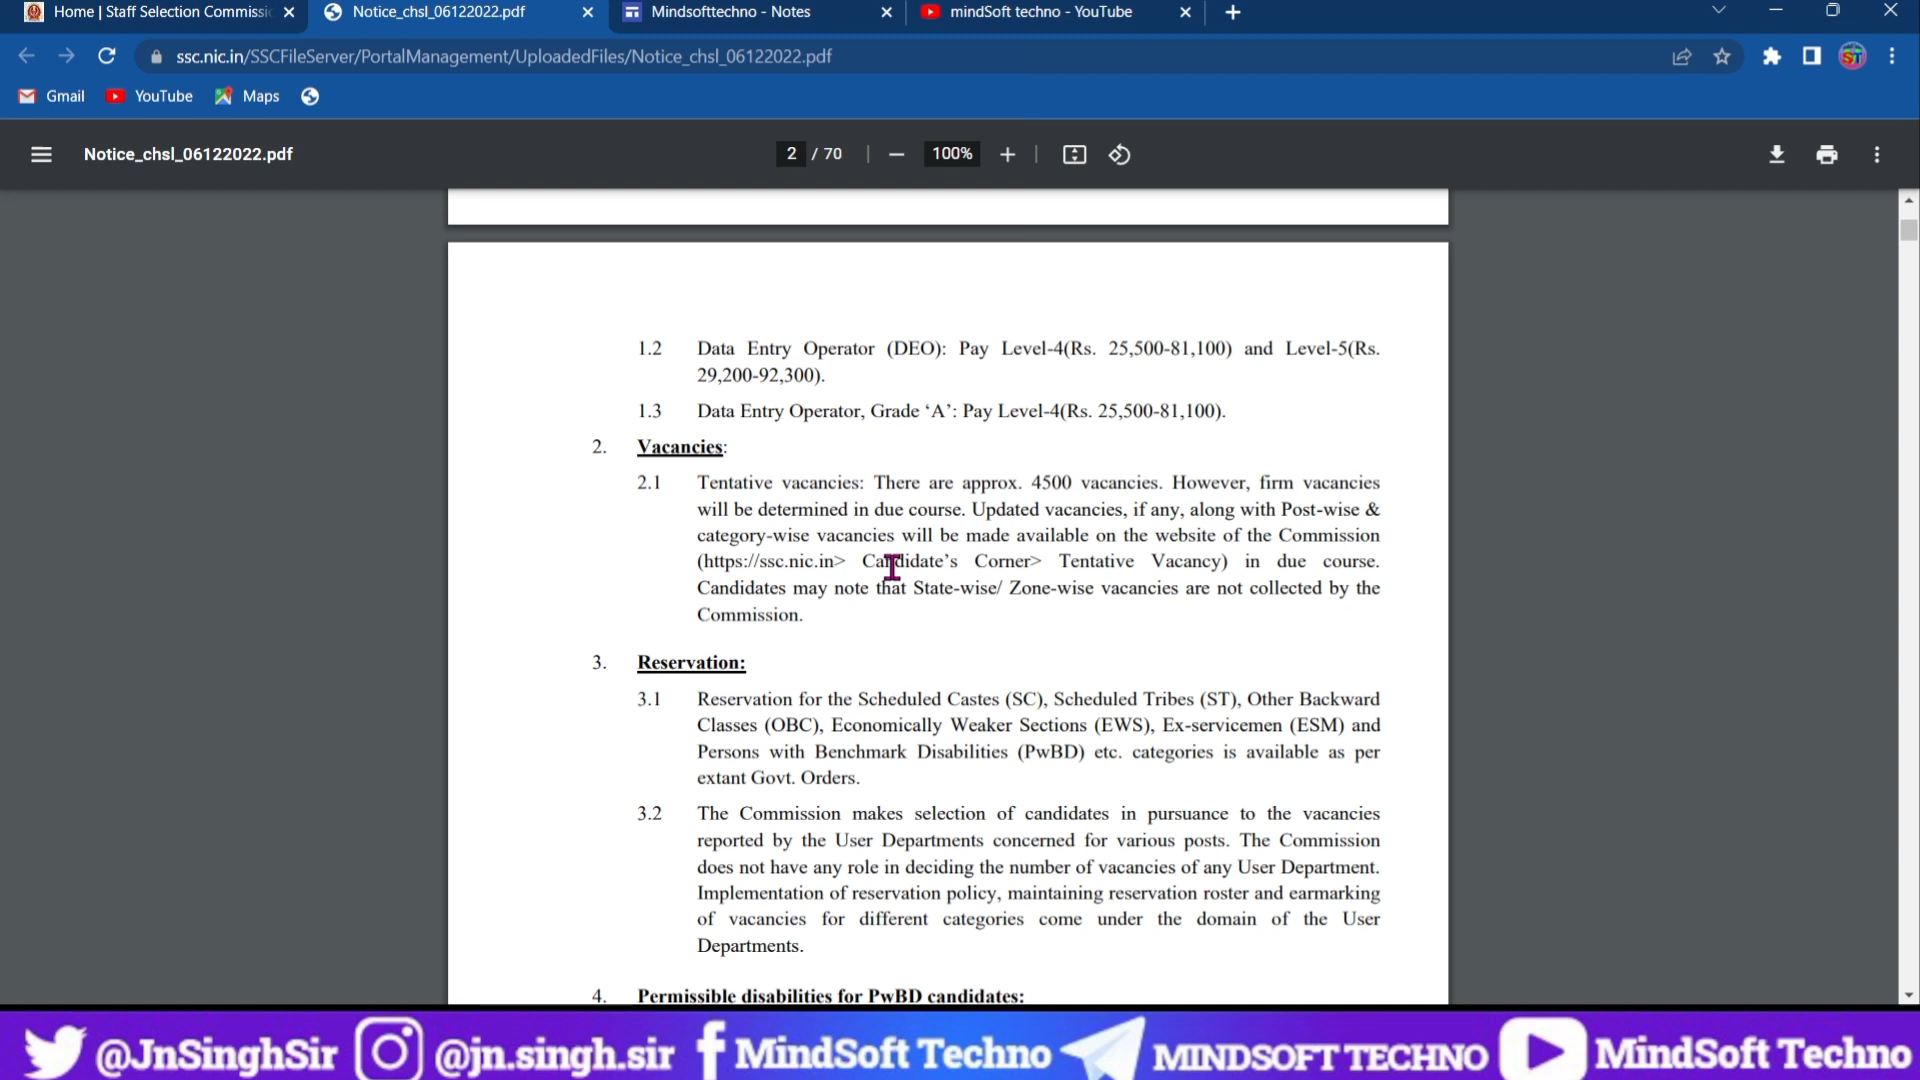 Home | Staff Selection Commissi
Notice_chsl_06122022.pdf
Mindsofttechno - Notes
mindSoft techno - YouTube
ssc.nic.in/SSCFileServer/PortalManagement/UploadedFiles/Notice_chsl_06122022.pdf
ST
Gmail
YouTube
Maps
Notice_chsl_06122022.pdf
2 / 70
100%
1.2 Data Entry Operator (DEO): Pay Level-4(Rs. 25,500-81,100) and Level-5(Rs.
29,200-92,300).
1.3 Data Entry Operator, Grade ‘A’: Pay Level-4(Rs. 25,500-81,100).
2. Vacancies:
2.1 Tentative vacancies: There are approx. 4500 vacancies. However, firm vacancies
will be determined in due course. Updated vacancies, if any, along with Post-wise &
category-wise vacancies will be made available on the website of the Commission
(https://ssc.nic.in> Candidate’s Corner> Tentative Vacancy) in due course.
Candidates may note that State-wise/ Zone-wise vacancies are not collected by the
Commission.
3. Reservation:
3.1 Reservation for the Scheduled Castes (SC), Scheduled Tribes (ST), Other Backward
Classes (OBC), Economically Weaker Sections (EWS), Ex-servicemen (ESM) and
Persons with Benchmark Disabilities (PwBD) etc. categories is available as per
extant Govt. Orders.
3.2 The Commission makes selection of candidates in pursuance to the vacancies
reported by the User Departments concerned for various posts. The Commission
does not have any role in deciding the number of vacancies of any User Department.
Implementation of reservation policy, maintaining reservation roster and earmarking
of vacancies for different categories come under the domain of the User
Departments.
4. Permissible disabilities for PwBD candidates:
@JnSinghSir @jn.singh.sir MindSoft Techno MINDSOFT TECHNO MindSoft Techno